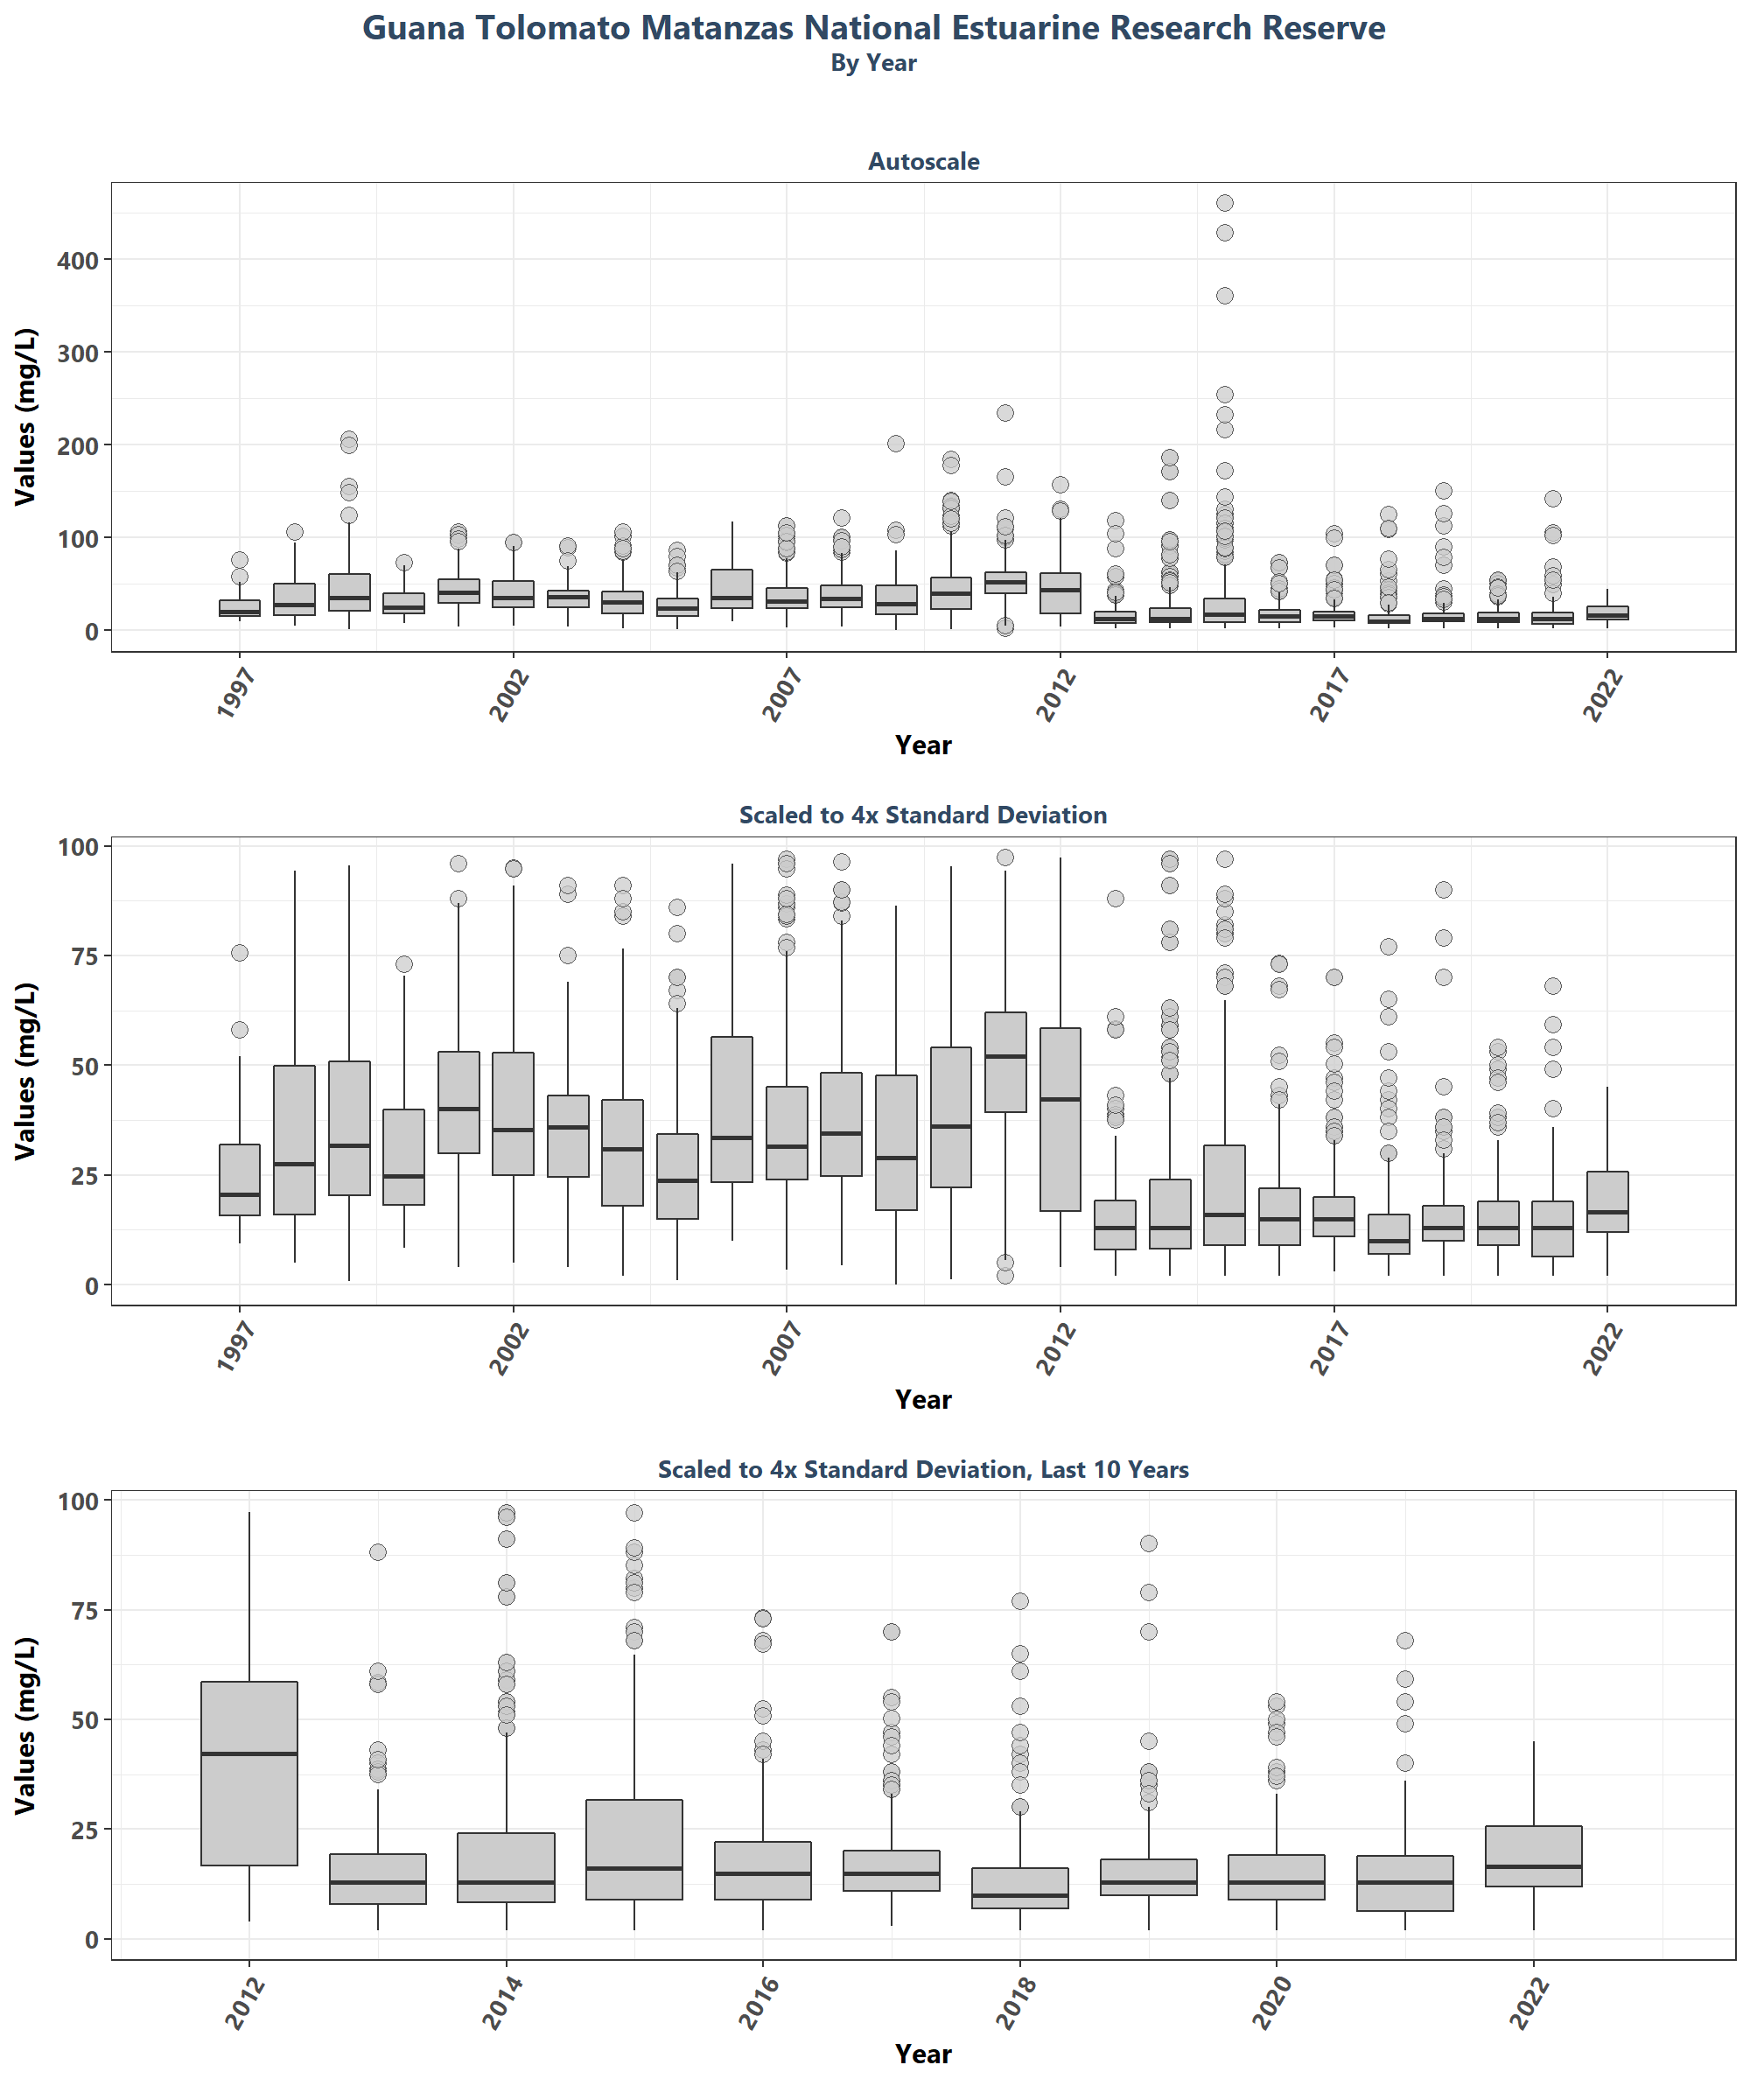 Guana Tolomato Matanzas National Estuarine Research Reserve
By Year
Autoscale
Values (mg/L)
400
300
200
100
0
1997 2002 2007 2012 2017 2022
Year
Scaled to 4x Standard Deviation
Values (mg/L)
100
75
50
25
0
1997 2002 2007 2012 2017 2022
Year
Scaled to 4x Standard Deviation, Last 10 Years
Values (mg/L)
100
75
50
25
0
2012 2014 2016 2018 2020 2022
Year